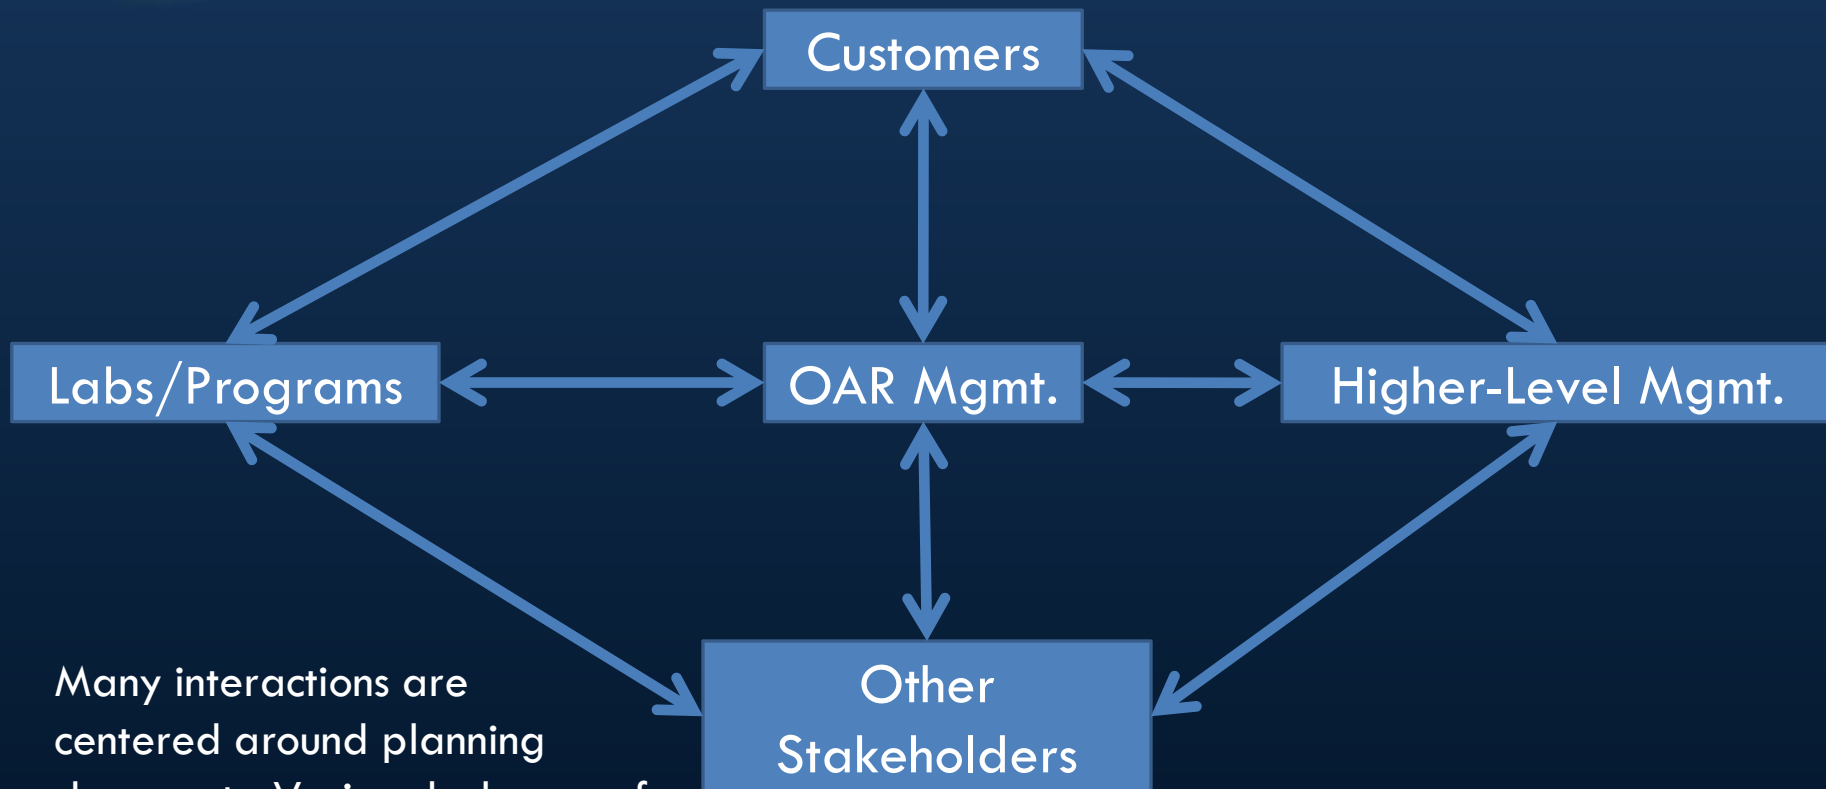 Customers
Labs/Programs
OAR Mgmt.
Higher-Level Mgmt.
Other
Stakeholders
Many interactions are
centered around planning